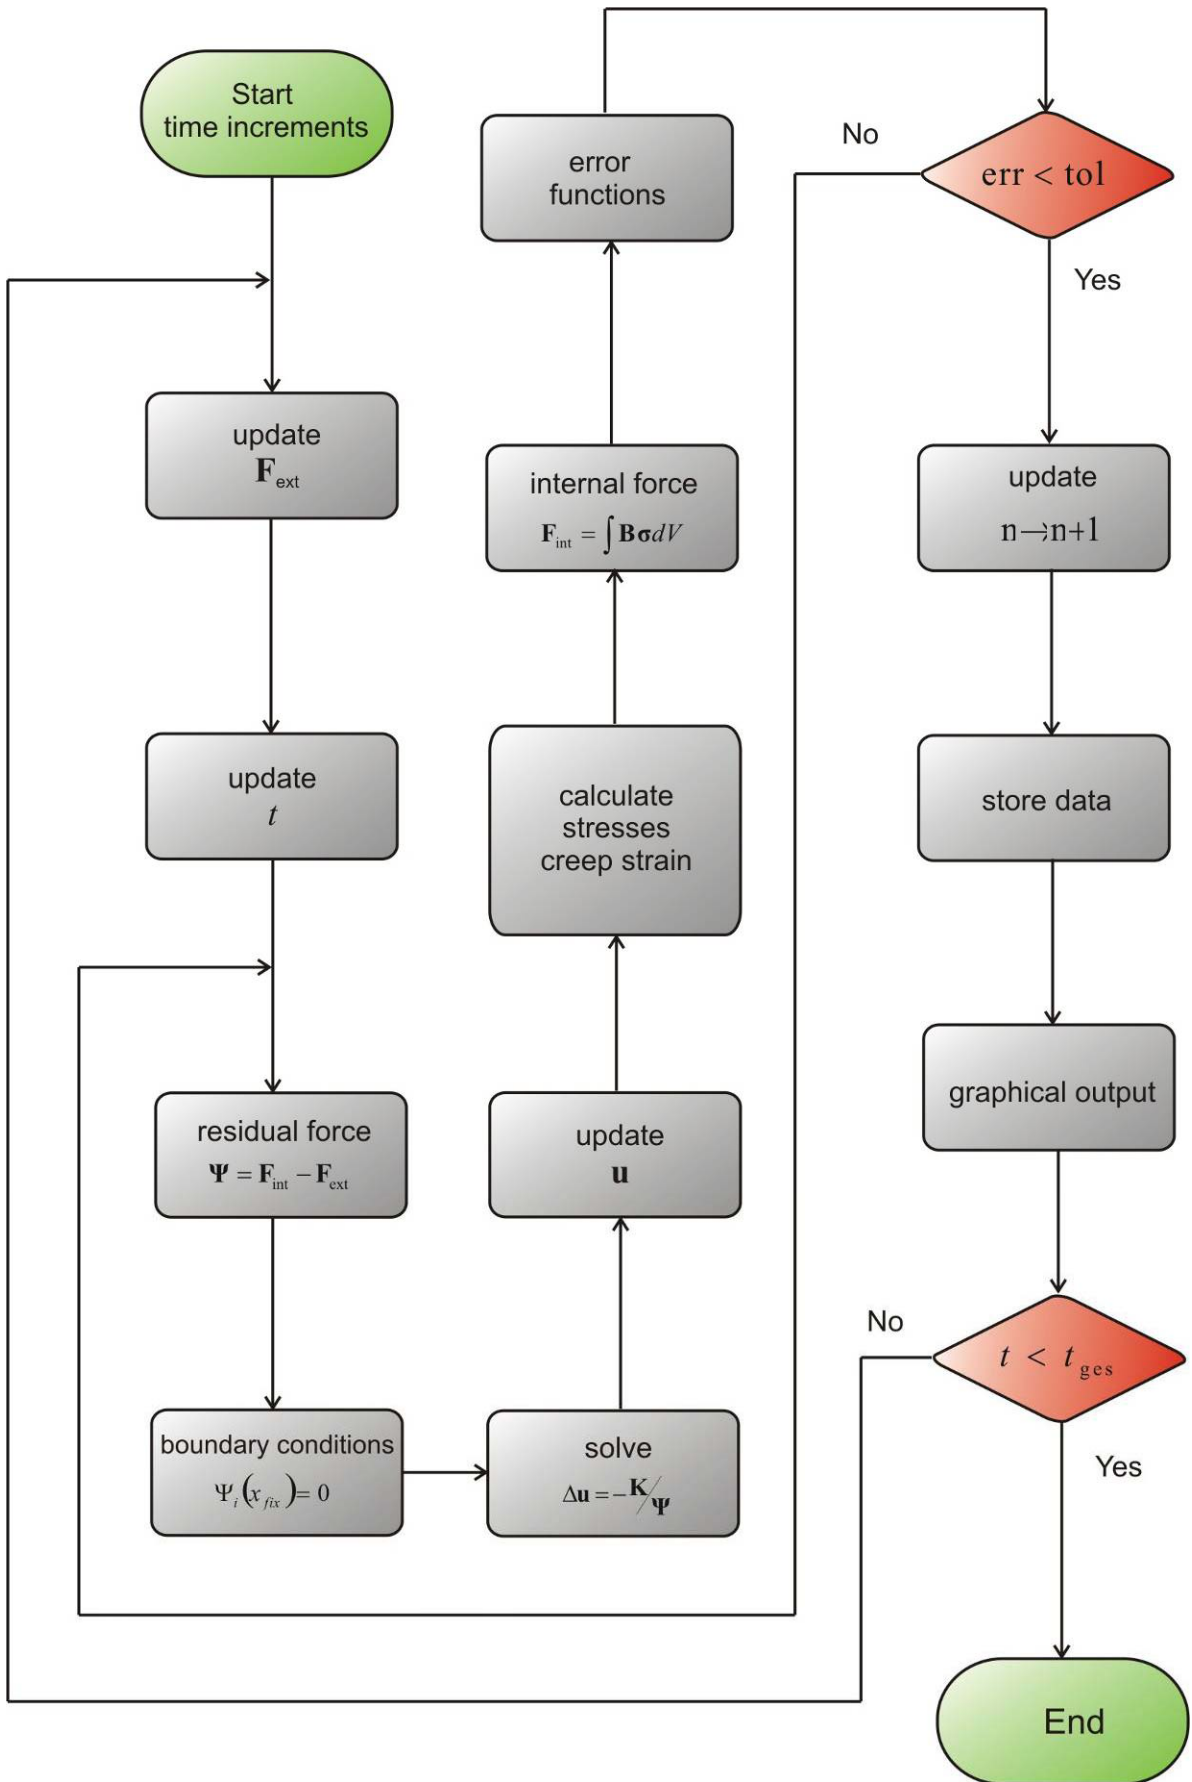 Start
time increments
update
F_ext
update
t
residual force
Ψ = F_int − F_ext
boundary conditions
Ψ_i(x_fix)= 0
solve
Δu = −K/Ψ
update
u
calculate
stresses
creep strain
internal force
F_int = ∫BσdV
error
functions
No
err < tol
Yes
update
n→n+1
store data
graphical output
No
t < t_ges
Yes
End